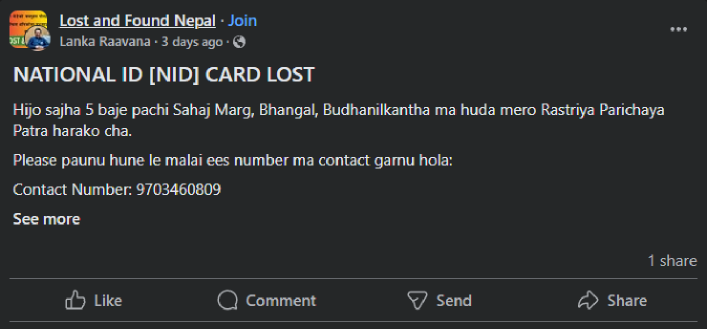 Lost and Found Nepal · Join
Lanka Raavana · 3 days ago ·
NATIONAL ID [NID] CARD LOST
Hijo sajha 5 baje pachi Sahaj Marg, Bhangal, Budhanilkantha ma huda mero Rastriya Parichaya
Patra harako cha.
Please paunu hune le malai ees number ma contact garnu hola:
Contact Number: 9703460809
See more
1 share
Like Comment Send Share